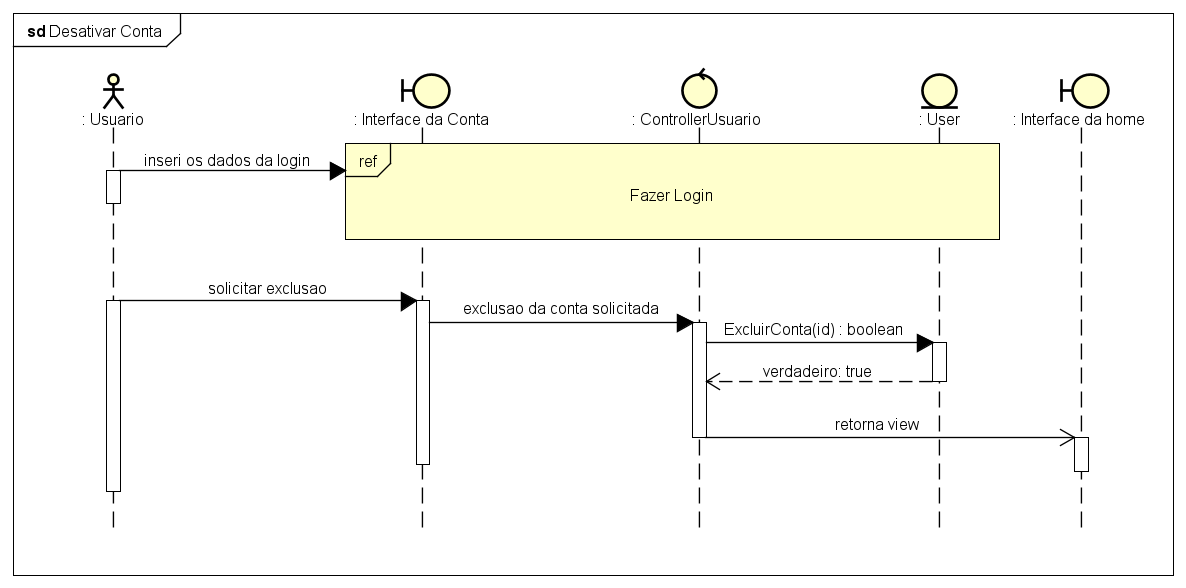 sd Desativar Conta
: Usuario
: Interface da Conta
: ControllerUsuario
: User
: Interface da home
inseri os dados da login
ref
Fazer Login
solicitar exclusao
exclusao da conta solicitada
ExcluirConta(id) : boolean
verdadeiro: true
retorna view